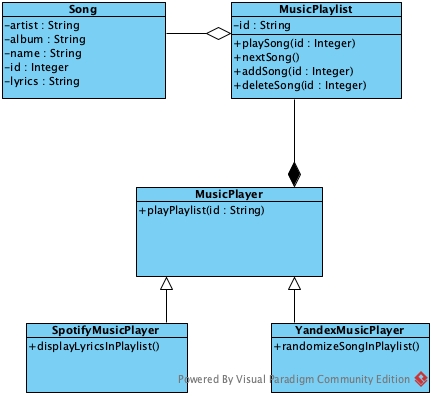 Song
-artist : String
-album : String
-name : String
-id : Integer
-lyrics : String
MusicPlaylist
-id : String
+playSong(id : Integer)
+nextSong()
+addSong(id : Integer)
+deleteSong(id : Integer)
MusicPlayer
+playPlaylist(id : String)
SpotifyMusicPlayer
+displayLyricsInPlaylist()
YandexMusicPlayer
+randomizeSongInPlaylist()
Powered By Visual Paradigm Community Edition